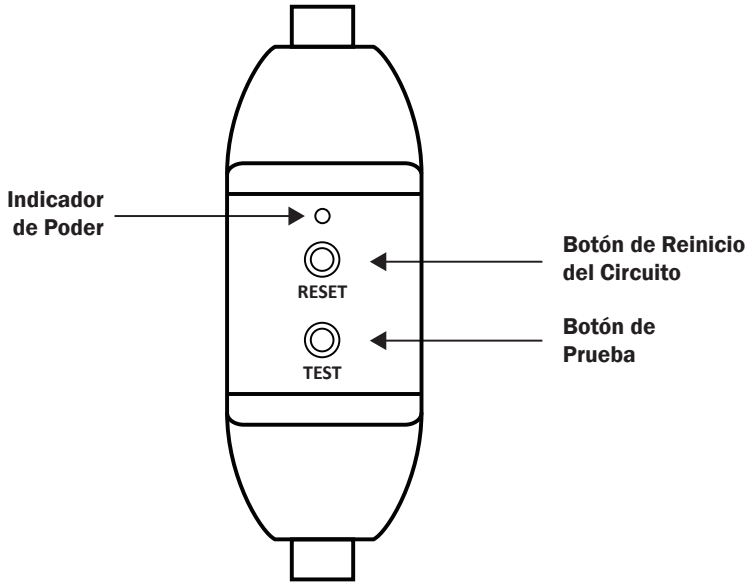 Indicador
de Poder
Botón de Reinicio
del Circuito
RESET
Botón de
Prueba
TEST